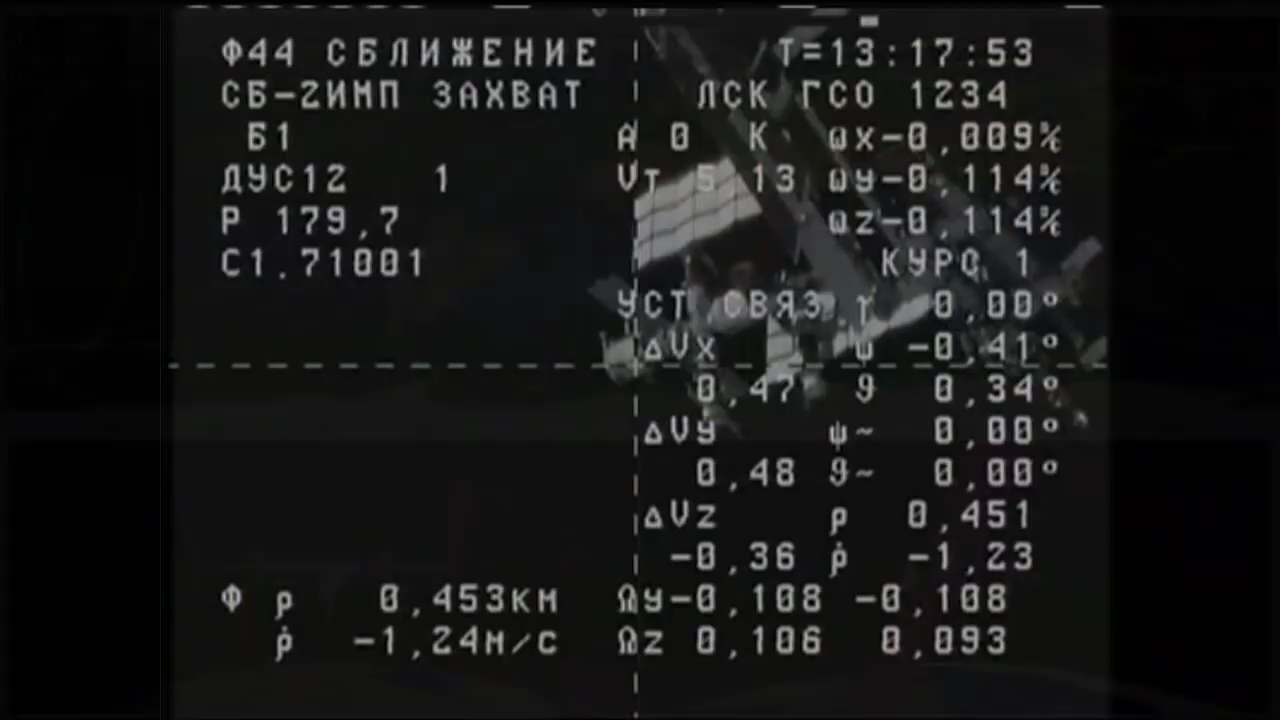 Ф44 СБЛИЖЕНИЕ T=13:17:53
СБ-2ИМП ЗАХВАТ ЛСК ГСО 1234
Б1 А 0 К ωx-0,009%
ДУС12 1 Vт 5,13 ωy-0,114%
Р 179,7 ωz-0,114%
С1.71001 КУРС 1
УСТ.СВЯЗ. γ 0,00°
ΔVx ψ -0,41°
0,47 ϑ 0,34°
ΔVy ψ~ 0,00°
0,48 ϑ~ 0,00°
ΔVz ρ 0,451
-0,36 ρ̇ -1,23
Ф ρ 0,453км Ωy-0,108 -0,108
ρ̇ -1,24м/с Ωz 0,106 0,093